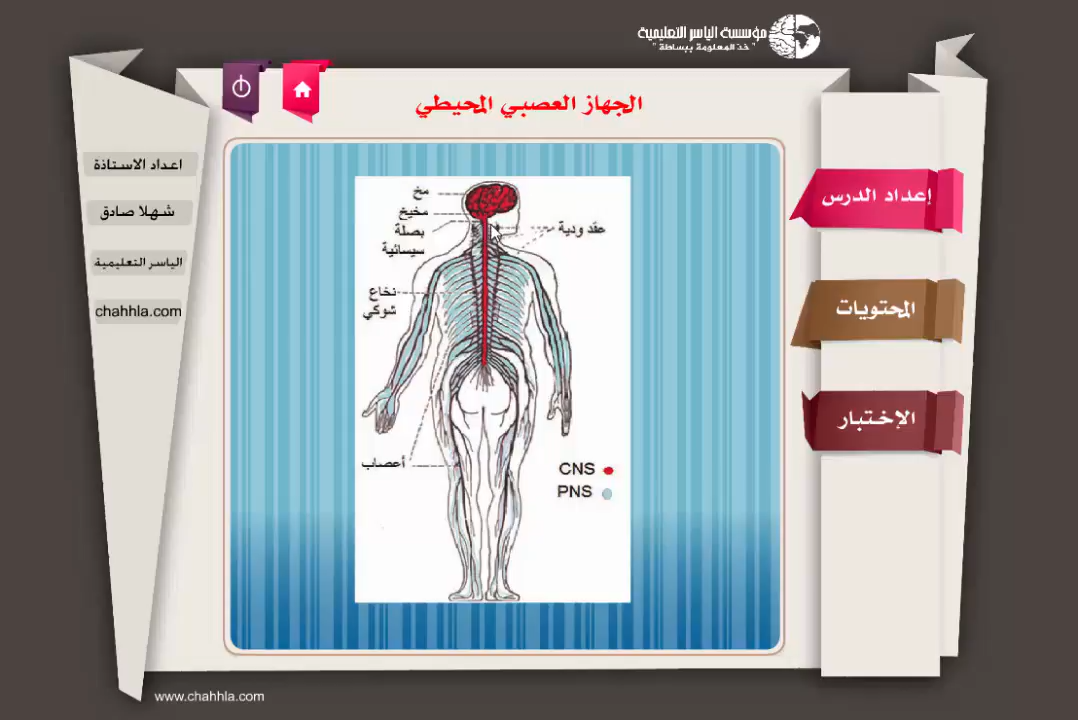 مؤسسة الياسر التعليمية
" خذ المعلومة ببساطة "
الجهاز العصبي المحيطي
إعداد الدرس
المحتويات
الإختبار
اعداد الاستاذة
شهلا صادق
الياسر التعليمية
chahhla.com
مخ
مخيخ
بصلة
سيسائية
عقد ودية
نخاع
شوكي
أعصاب
CNS
PNS
www.chahhla.com